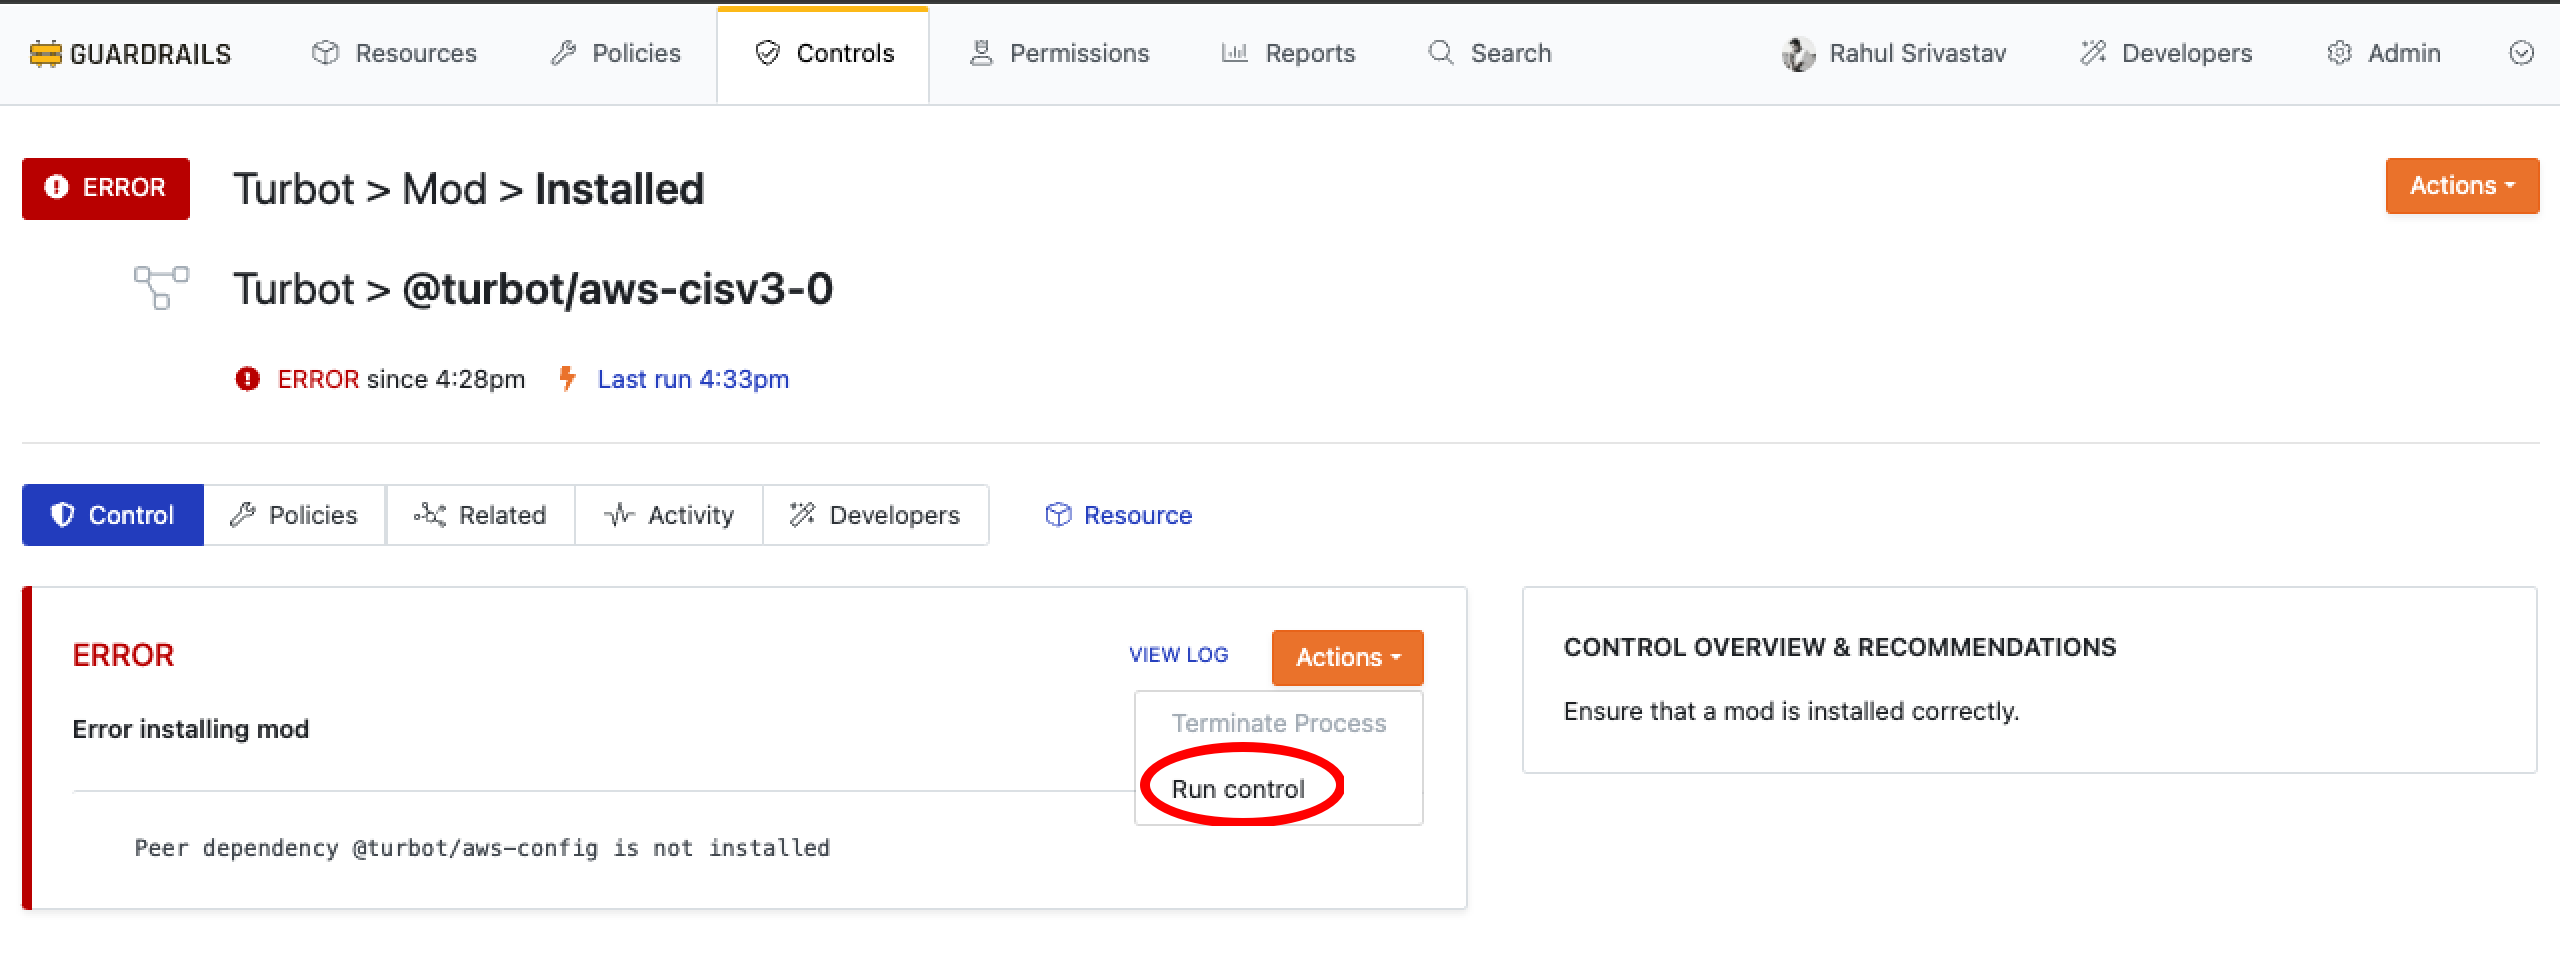 GUARDRAILS Resources Policies Controls Permissions Reports Search Rahul Srivastav Developers Admin
ERROR Turbot > Mod > Installed Actions
Turbot > @turbot/aws-cisv3-0
ERROR since 4:28pm Last run 4:33pm
Control Policies Related Activity Developers Resource
ERROR VIEW LOG Actions
Terminate Process
Run control
Error installing mod
Peer dependency @turbot/aws-config is not installed
CONTROL OVERVIEW & RECOMMENDATIONS
Ensure that a mod is installed correctly.